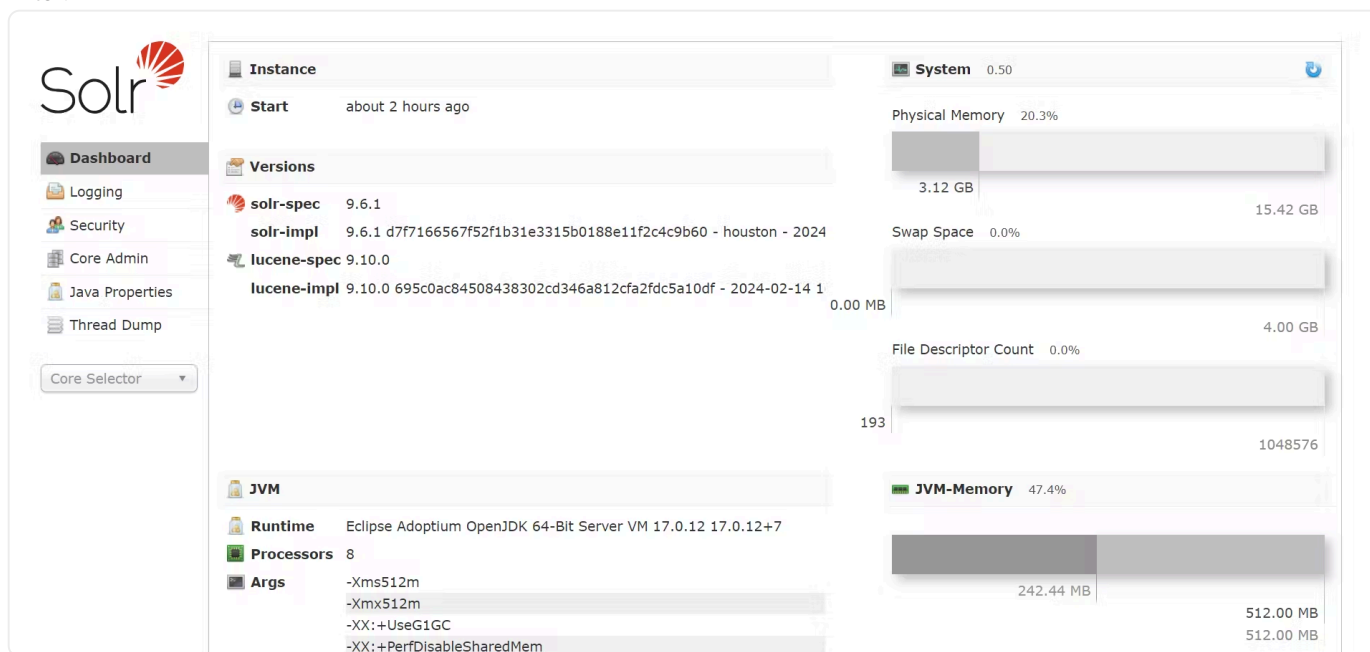 Solr
Dashboard
Logging
Security
Core Admin
Java Properties
Thread Dump
Core Selector
Instance
Start about 2 hours ago
Versions
solr-spec 9.6.1
solr-impl 9.6.1 d7f7166567f52f1b31e3315b0188e11f2c4c9b60 - houston - 2024
lucene-spec 9.10.0
lucene-impl 9.10.0 695c0ac84508438302cd346a812cfa2fdc5a10df - 2024-02-14 1
JVM
Runtime Eclipse Adoptium OpenJDK 64-Bit Server VM 17.0.12 17.0.12+7
Processors 8
Args -Xms512m
-Xmx512m
-XX:+UseG1GC
-XX:+PerfDisableSharedMem
System 0.50
Physical Memory 20.3%
3.12 GB
15.42 GB
Swap Space 0.0%
0.00 MB
4.00 GB
File Descriptor Count 0.0%
193
1048576
JVM-Memory 47.4%
242.44 MB
512.00 MB
512.00 MB